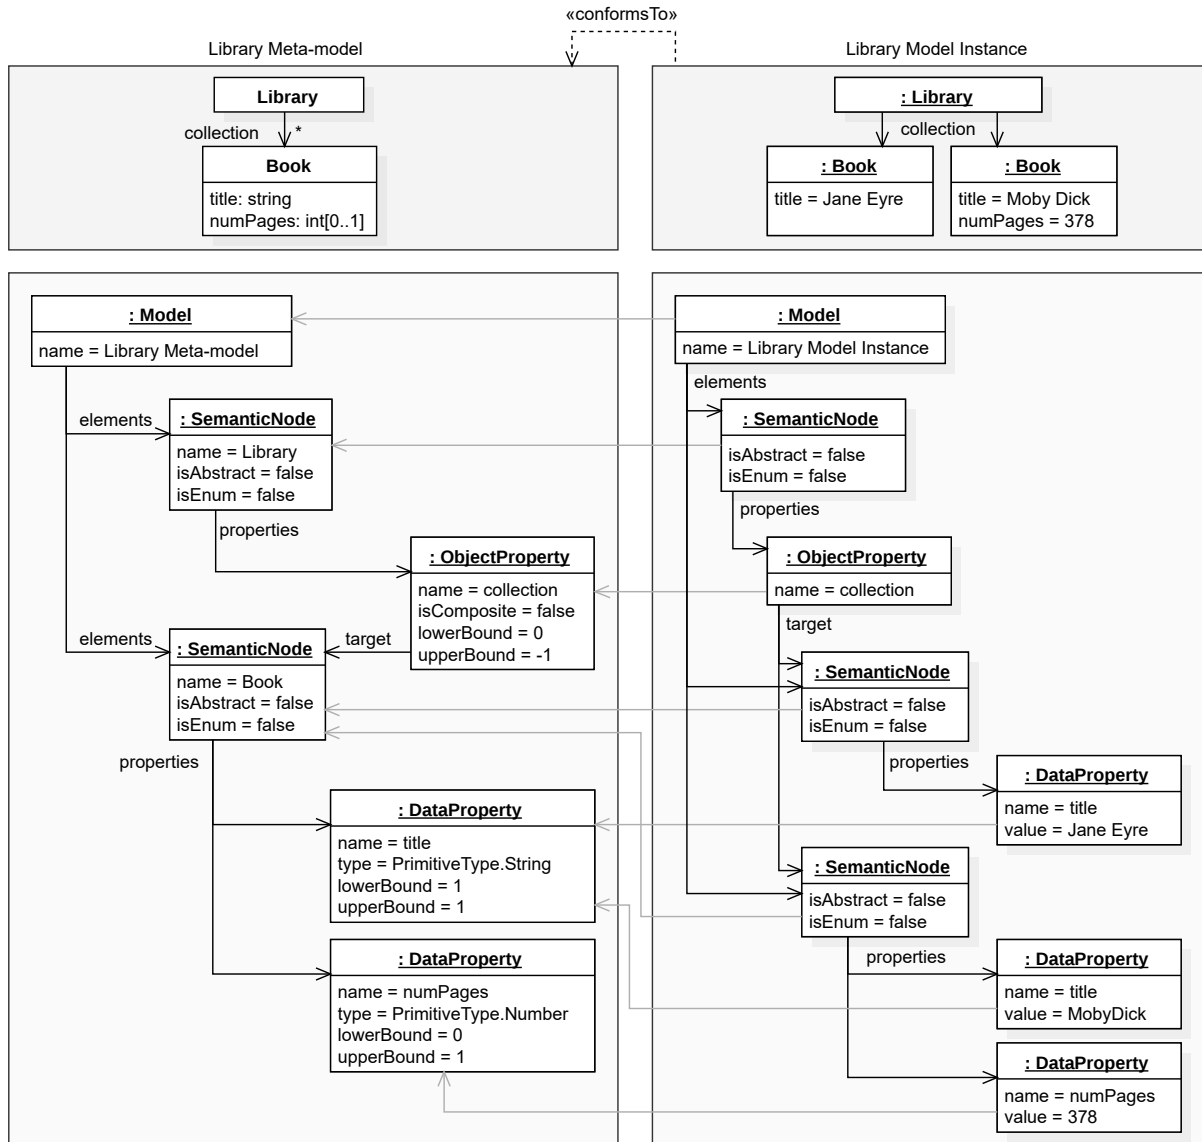 «conformsTo»
Library Meta-model
Library
collection
*
Book
title: string
numPages: int[0..1]
Library Model Instance
: Library
collection
: Book
title = Jane Eyre
: Book
title = Moby Dick
numPages = 378
: Model
name = Library Meta-model
elements
: SemanticNode
name = Library
isAbstract = false
isEnum = false
properties
: ObjectProperty
name = collection
isComposite = false
lowerBound = 0
upperBound = -1
elements
target
: SemanticNode
name = Book
isAbstract = false
isEnum = false
properties
: DataProperty
name = title
type = PrimitiveType.String
lowerBound = 1
upperBound = 1
: DataProperty
name = numPages
type = PrimitiveType.Number
lowerBound = 0
upperBound = 1
: Model
name = Library Model Instance
elements
: SemanticNode
isAbstract = false
isEnum = false
properties
: ObjectProperty
name = collection
target
: SemanticNode
isAbstract = false
isEnum = false
properties
: DataProperty
name = title
value = Jane Eyre
: SemanticNode
isAbstract = false
isEnum = false
properties
: DataProperty
name = title
value = MobyDick
: DataProperty
name = numPages
value = 378